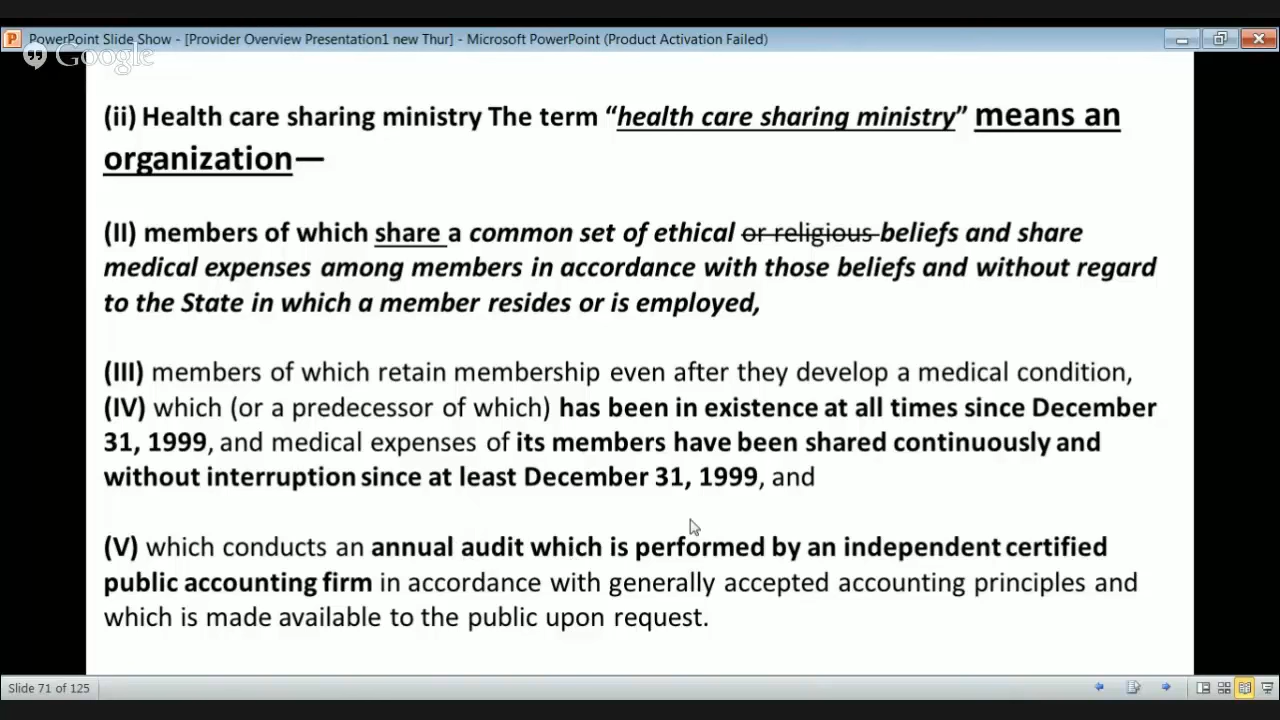 PowerPoint Slide Show - [Provider Overview Presentation1 new Thur] - Microsoft PowerPoint (Product Activation Failed)
Google
(ii) Health care sharing ministry The term “health care sharing ministry” means an
organization—
(II) members of which share a common set of ethical or religious beliefs and share
medical expenses among members in accordance with those beliefs and without regard
to the State in which a member resides or is employed,
(III) members of which retain membership even after they develop a medical condition,
(IV) which (or a predecessor of which) has been in existence at all times since December
31, 1999, and medical expenses of its members have been shared continuously and
without interruption since at least December 31, 1999, and
(V) which conducts an annual audit which is performed by an independent certified
public accounting firm in accordance with generally accepted accounting principles and
which is made available to the public upon request.
Slide 71 of 125